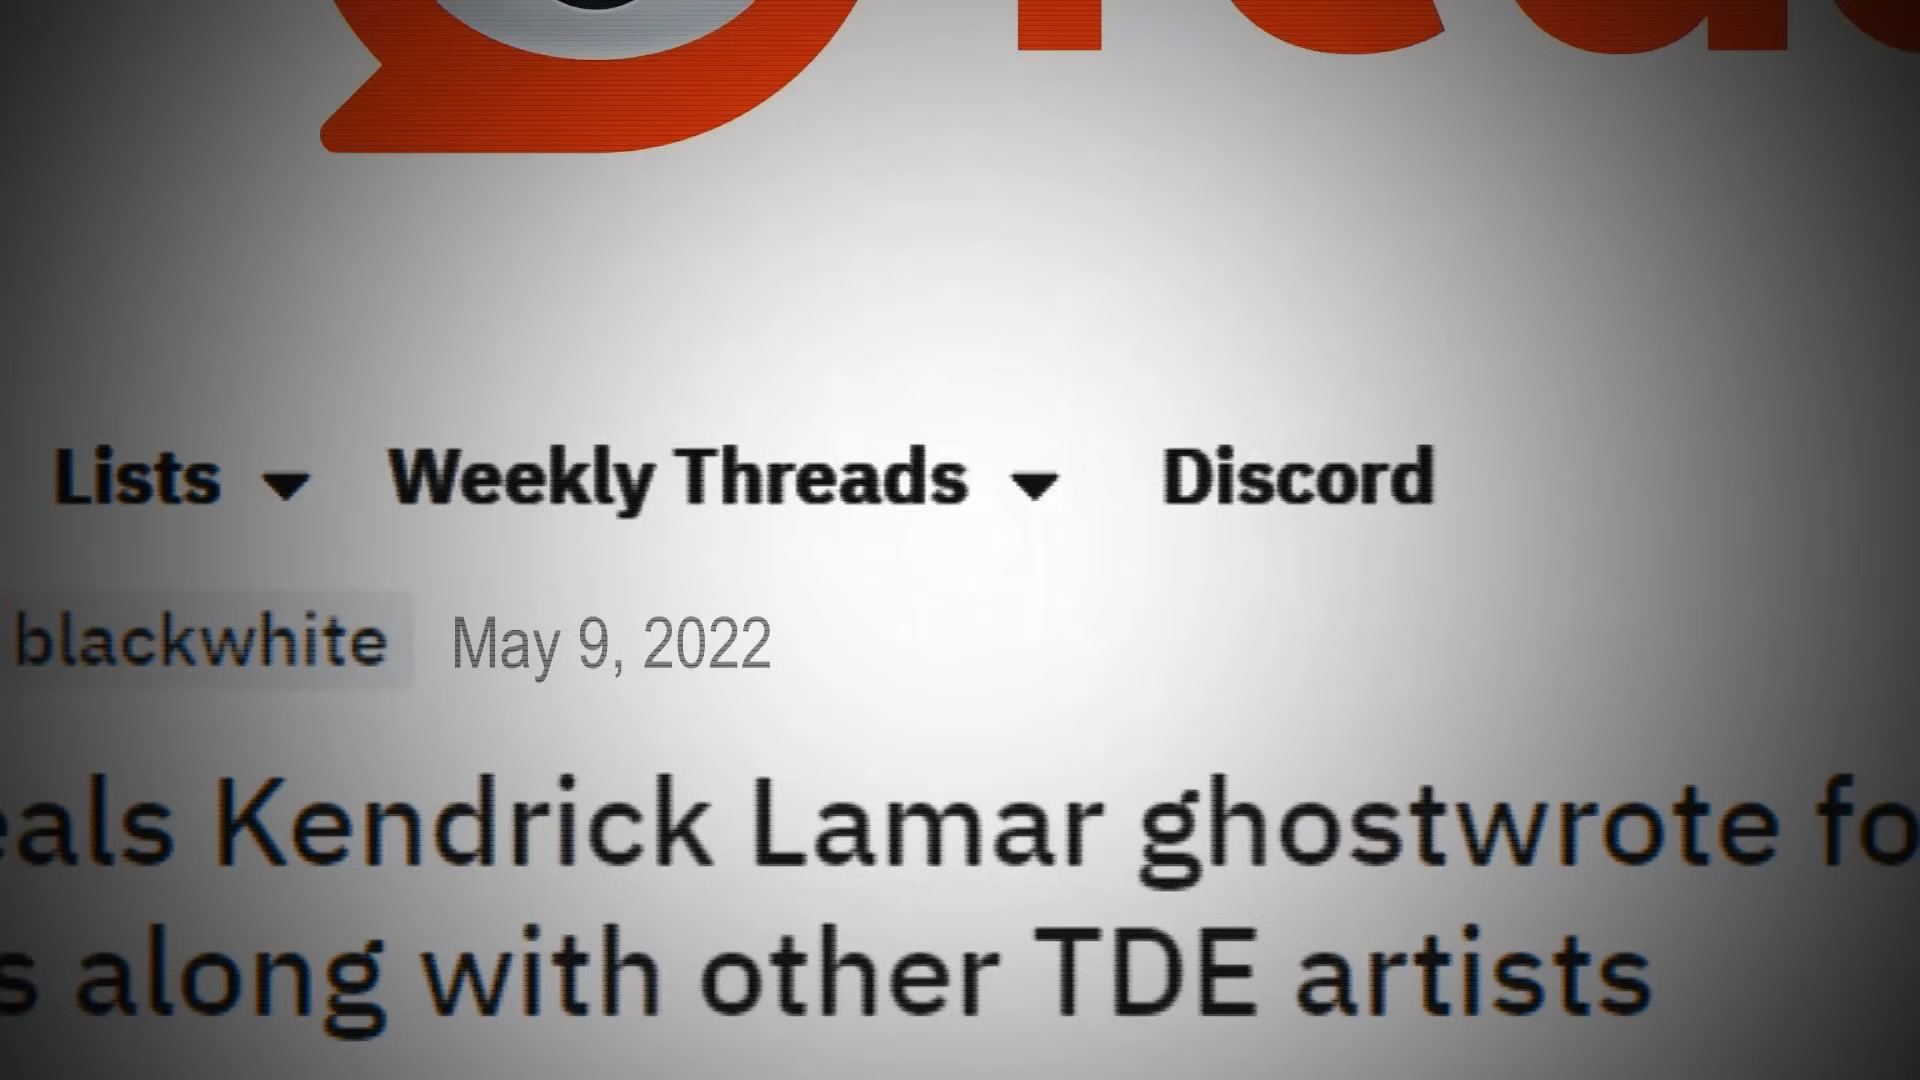 Lists Weekly Threads Discord
blackwhite May 9, 2022
eals Kendrick Lamar ghostwrote fo
s along with other TDE artists